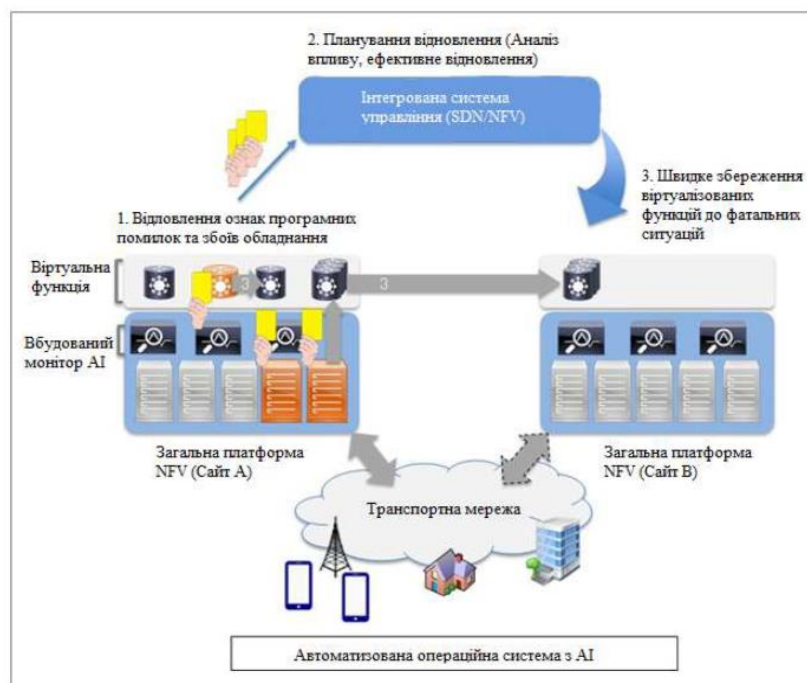 2. Планування відновлення (Аналіз
впливу, ефективне відновлення)
Інтегрована система
управління (SDN/NFV)
3. Швидке збереження
віртуалізованих
функцій до фатальних
ситуацій
1. Відловлення ознак програмних
помилок та збоїв обладнання
Віртуальна
функція
3
3
Вбудований
монітор AI
Загальна платформа
NFV (Сайт A)
Загальна платформа
NFV (Сайт B)
Транспортна мережа
Автоматизована операційна система з AI